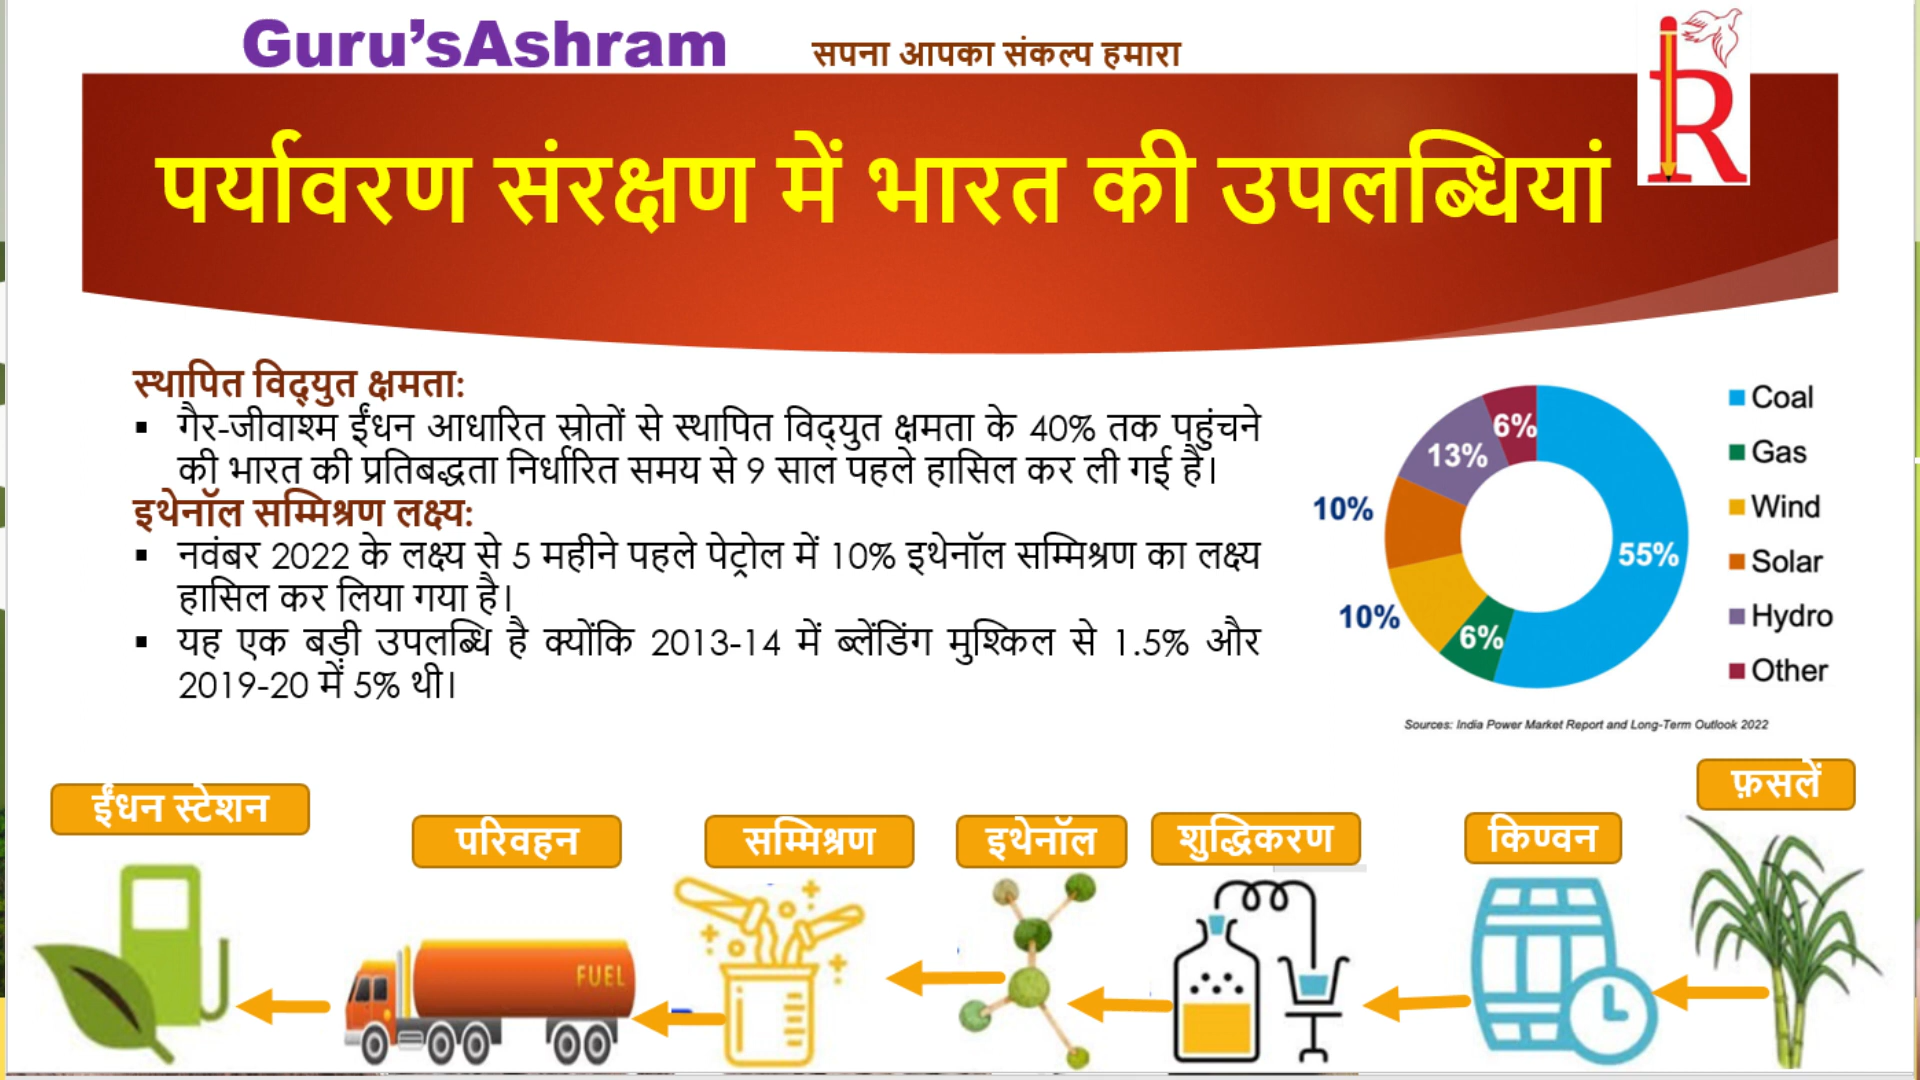 Guru'sAshram
सपना आपका संकल्प हमारा
R
पर्यावरण संरक्षण में भारत की उपलब्धियां
स्थापित विद्युत क्षमता:
▪ गैर-जीवाश्म ईंधन आधारित स्रोतों से स्थापित विद्युत क्षमता के 40% तक पहुंचने
की भारत की प्रतिबद्धता निर्धारित समय से 9 साल पहले हासिल कर ली गई है।
इथेनॉल सम्मिश्रण लक्ष्य:
▪ नवंबर 2022 के लक्ष्य से 5 महीने पहले पेट्रोल में 10% इथेनॉल सम्मिश्रण का लक्ष्य
हासिल कर लिया गया है।
▪ यह एक बड़ी उपलब्धि है क्योंकि 2013-14 में ब्लेंडिंग मुश्किल से 1.5% और
2019-20 में 5% थी।
6%
13%
10%
10%
6%
55%
Coal
Gas
Wind
Solar
Hydro
Other
Sources: India Power Market Report and Long-Term Outlook 2022
ईंधन स्टेशन
परिवहन
सम्मिश्रण
इथेनॉल
शुद्धिकरण
किण्वन
फ़सलें
FUEL